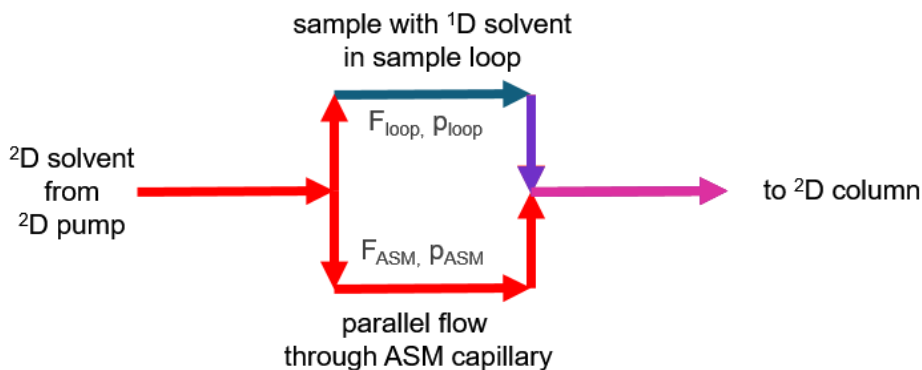 sample with ¹D solvent
in sample loop
F_loop, p_loop
²D solvent
from
²D pump
to ²D column
F_ASM, p_ASM
parallel flow
through ASM capillary